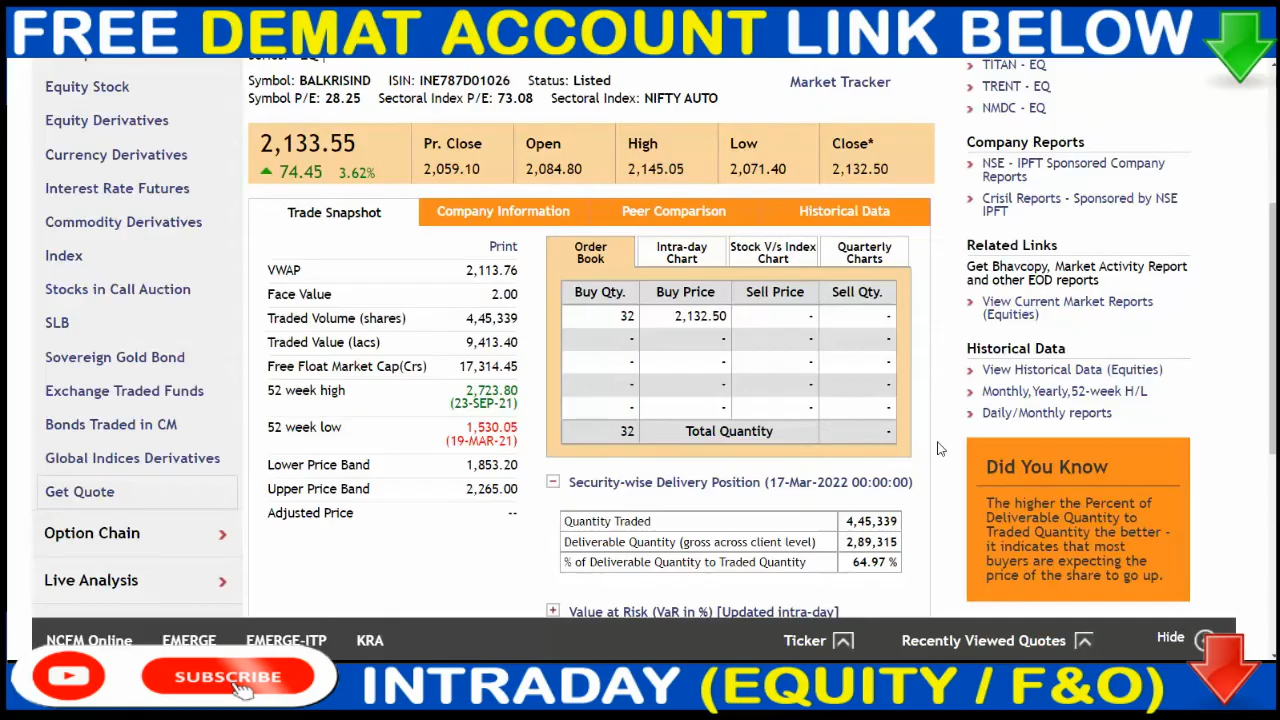 FREE DEMAT ACCOUNT LINK BELOW
Symbol: BALKRSIND ISIN: INE787D01026 Status: Listed
Symbol P/E: 28.25 Sectoral Index P/E: 73.08 Sectoral Index: NIFTY AUTO
Market Tracker
Equity Stock
Equity Derivatives
Currency Derivatives
Interest Rate Futures
Commodity Derivatives
Index
Stocks in Call Auction
SLB
Sovereign Gold Bond
Exchange Traded Funds
Bonds Traded in CM
Global Indices Derivatives
Get Quote
Option Chain
Live Analysis
2,133.55
74.45 3.62%
Pr. Close Open High Low Close*
2,059.10 2,084.80 2,145.05 2,071.40 2,132.50
Trade Snapshot Company Information Peer Comparison Historical Data
Print
VWAP 2,113.76
Face Value 2.00
Traded Volume (shares) 4,45,339
Traded Value (lacs) 9,413.40
Free Float Market Cap(Crs) 17,314.45
52 week high 2,723.80
(23-SEP-21)
52 week low 1,530.05
(19-MAR-21)
Lower Price Band 1,853.20
Upper Price Band 2,265.00
Adjusted Price --
Order Book
Intra-day Chart
Stock V/s Index Chart
Quarterly Charts
Buy Qty. Buy Price Sell Price Sell Qty.
32 2,132.50 - -
- - - -
- - - -
- - - -
- - - -
32 Total Quantity -
Security-wise Delivery Position (17-Mar-2022 00:00:00)
Quantity Traded 4,45,339
Deliverable Quantity (gross across client level) 2,89,315
% of Deliverable Quantity to Traded Quantity 64.97 %
Value at Risk (VaR in %) [Updated intra-day]
TITAN - EQ
TRENT - EQ
NMDC - EQ
Company Reports
NSE - IPFT Sponsored Company
Reports
Crisil Reports - Sponsored by NSE
IPFT
Related Links
Get Bhavcopy, Market Activity Report
and other EOD reports
View Current Market Reports
(Equities)
Historical Data
View Historical Data (Equities)
Monthly,Yearly,52-week H/L
Daily/Monthly reports
Did You Know
The higher the Percent of
Deliverable Quantity to
Traded Quantity the better -
it indicates that most
buyers are expecting the
price of the share to go up.
NCFM Online EMERGE EMERGE-ITP KRA Ticker Recently Viewed Quotes Hide
SUBSCRIBE
INTRADAY (EQUITY / F&O)